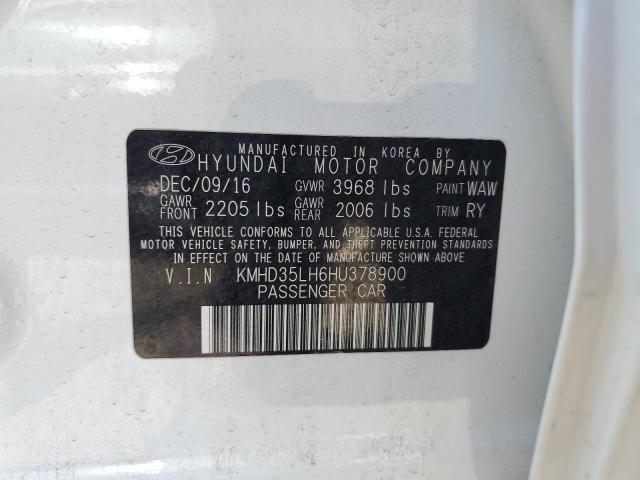 MANUFACTURED IN KOREA BY
HYUNDAI MOTOR COMPANY
DEC/09/16 GVWR 3968 lbs PAINT WAW
GAWR FRONT 2205 lbs GAWR REAR 2006 lbs TRIM RY
THIS VEHICLE CONFORMS TO ALL APPLICABLE U.S.A. FEDERAL
MOTOR VEHICLE SAFETY, BUMPER, AND THEFT PREVENTION STANDARDS
IN EFFECT ON THE DATE OF MANUFACTURE SHOWN ABOVE.
V.I.N KMHD35LH6HU378900
PASSENGER CAR